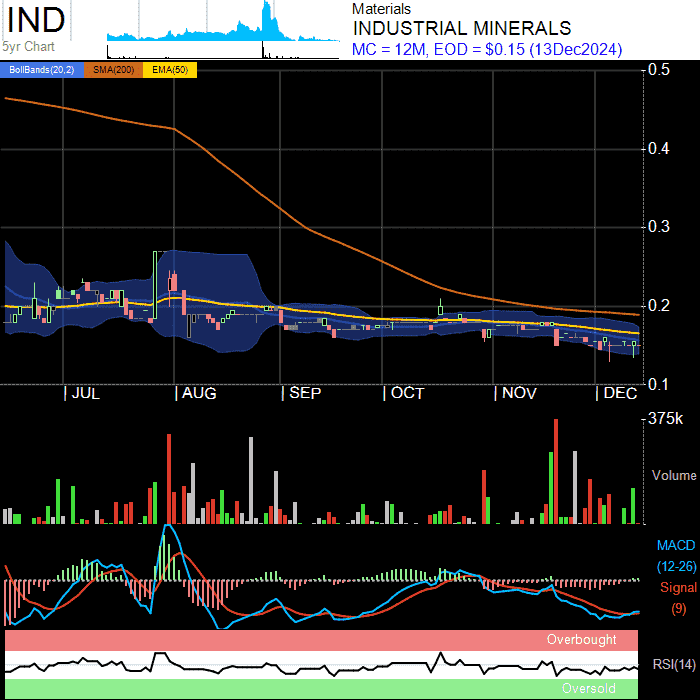 IND
5yr Chart
Materials
INDUSTRIAL MINERALS
MC = 12M, EOD = $0.15 (13Dec2024)
BollBands(20,2) SMA(200) EMA(50)
0.5
0.4
0.3
0.2
0.1
JUL AUG SEP OCT NOV DEC
375k
Volume
MACD
(12-26)
Signal
(9)
Overbought
RSI(14)
Oversold